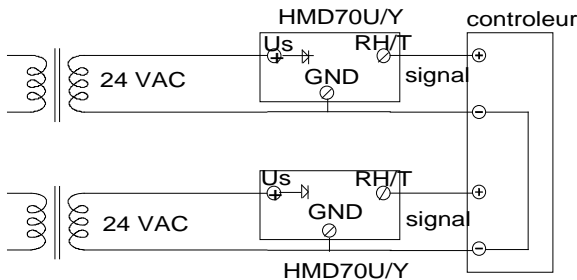 HMD70U/Y
controleur
Us
RH/T
+
+
24 VAC
GND
signal
−
Us
RH/T
+
+
24 VAC
GND
signal
−
HMD70U/Y